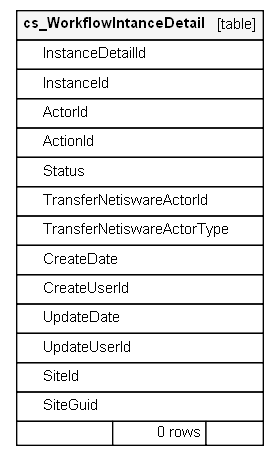 cs_WorkflowIntanceDetail [table]
InstanceDetailId
InstanceId
ActorId
ActionId
Status
TransferNetiswareActorId
TransferNetiswareActorType
CreateDate
CreateUserId
UpdateDate
UpdateUserId
SiteId
SiteGuid
0 rows